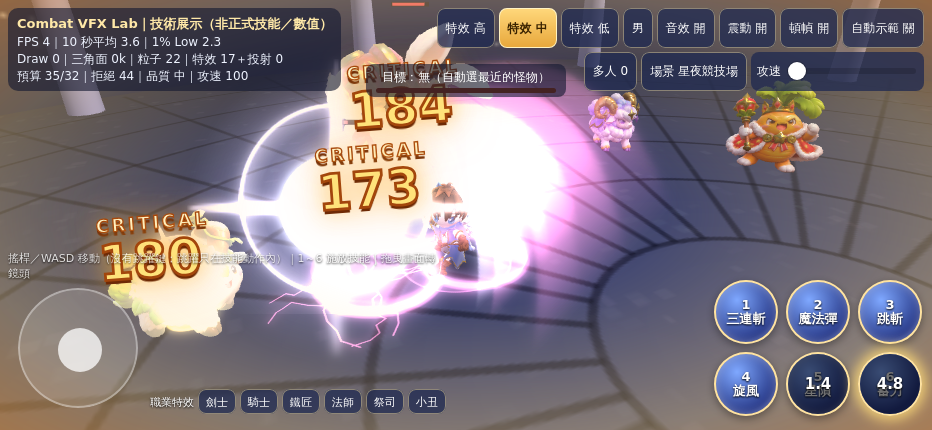 Combat VFX Lab｜技術展示（非正式技能／數值）
FPS 4｜10 秒平均 3.6｜1% Low 2.3
Draw 0｜三角面 0k｜粒子 22｜特效 17＋投射 0
預算 35/32｜拒絕 44｜品質 中｜攻速 100
特效 高
特效 中
特效 低
男
音效 開
震動 開
頓幀 開
自動示範 關
多人 0
場景 星夜競技場
攻速
目標：無（自動選最近的怪物）
CRITICAL
184
CRITICAL
173
CRITICAL
180
搖桿／WASD 移動
1～6 施放技能
鏡頭
1
三連斬
2
魔法彈
3
跳斬
4
旋風
1.4
4.8
職業特效
劍士
騎士
鐵匠
法師
祭司
小丑